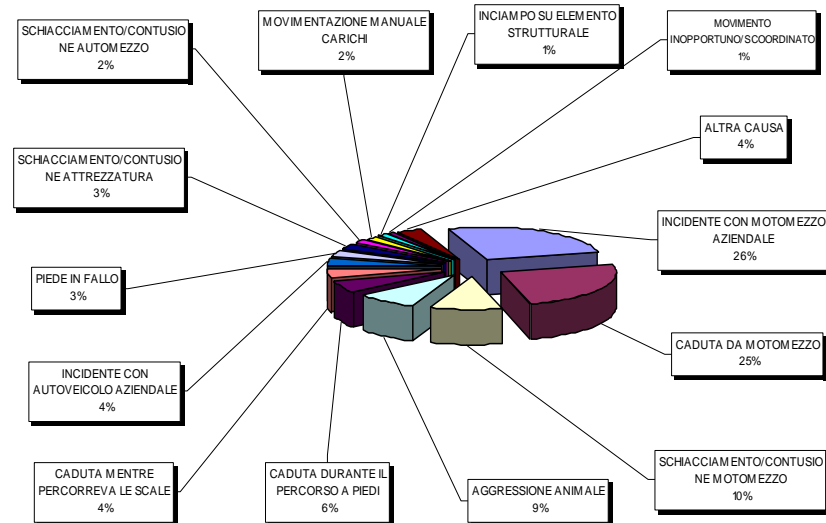 SCHIACCIAMENTO/CONTUSIO
NE AUTOMEZZO
2%
MOVIMENTAZIONE MANUALE
CARICHI
2%
INCIAMPO SU ELEMENTO
STRUTTURALE
1%
MOVIMENTO
INOPPORTUNO/SCOORDINATO
1%
ALTRA CAUSA
4%
SCHIACCIAMENTO/CONTUSIO
NE ATTREZZATURA
3%
INCIDENTE CON MOTOMEZZO
AZIENDALE
26%
PIEDE IN FALLO
3%
CADUTA DA MOTOMEZZO
25%
INCIDENTE CON
AUTOVEICOLO AZIENDALE
4%
CADUTA MENTRE
PERCORREVA LE SCALE
4%
CADUTA DURANTE IL
PERCORSO A PIEDI
6%
AGGRESSIONE ANIMALE
9%
SCHIACCIAMENTO/CONTUSIO
NE MOTOMEZZO
10%